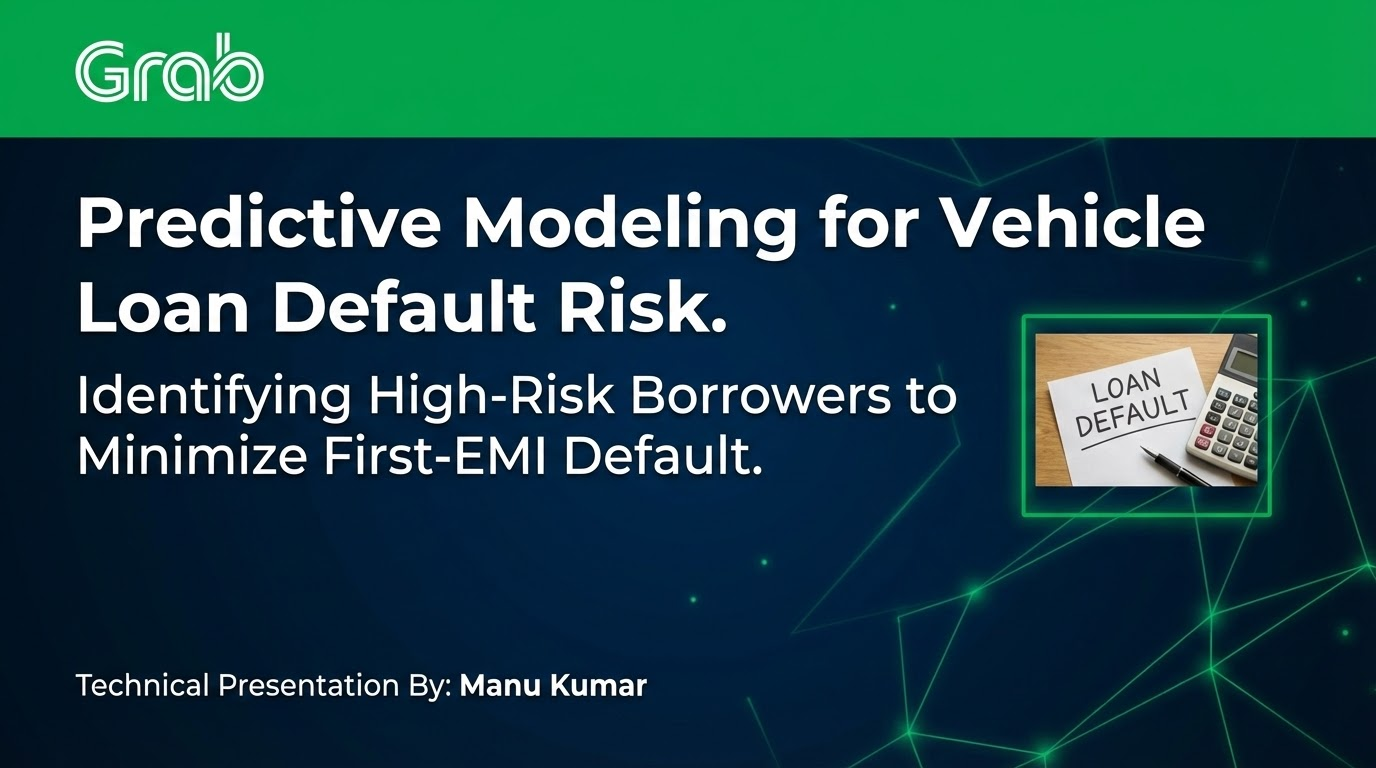 Grab
Predictive Modeling for Vehicle
Loan Default Risk.
Identifying High-Risk Borrowers to
Minimize First-EMI Default.
LOAN
DEFAULT
Technical Presentation By: Manu Kumar